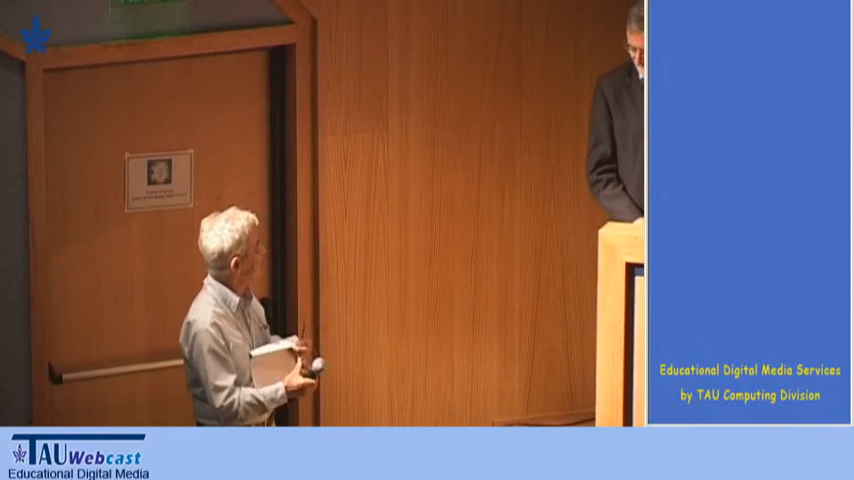 Educational Digital Media Services
by TAU Computing Division
TAUWebcast
Educational Digital Media